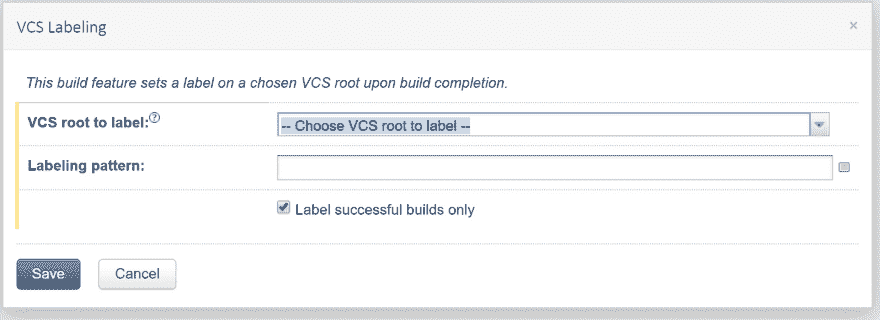 VCS Labeling
This build feature sets a label on a chosen VCS root upon build completion.
VCS root to label:
-- Choose VCS root to label --
Labeling pattern:
Label successful builds only
Save Cancel